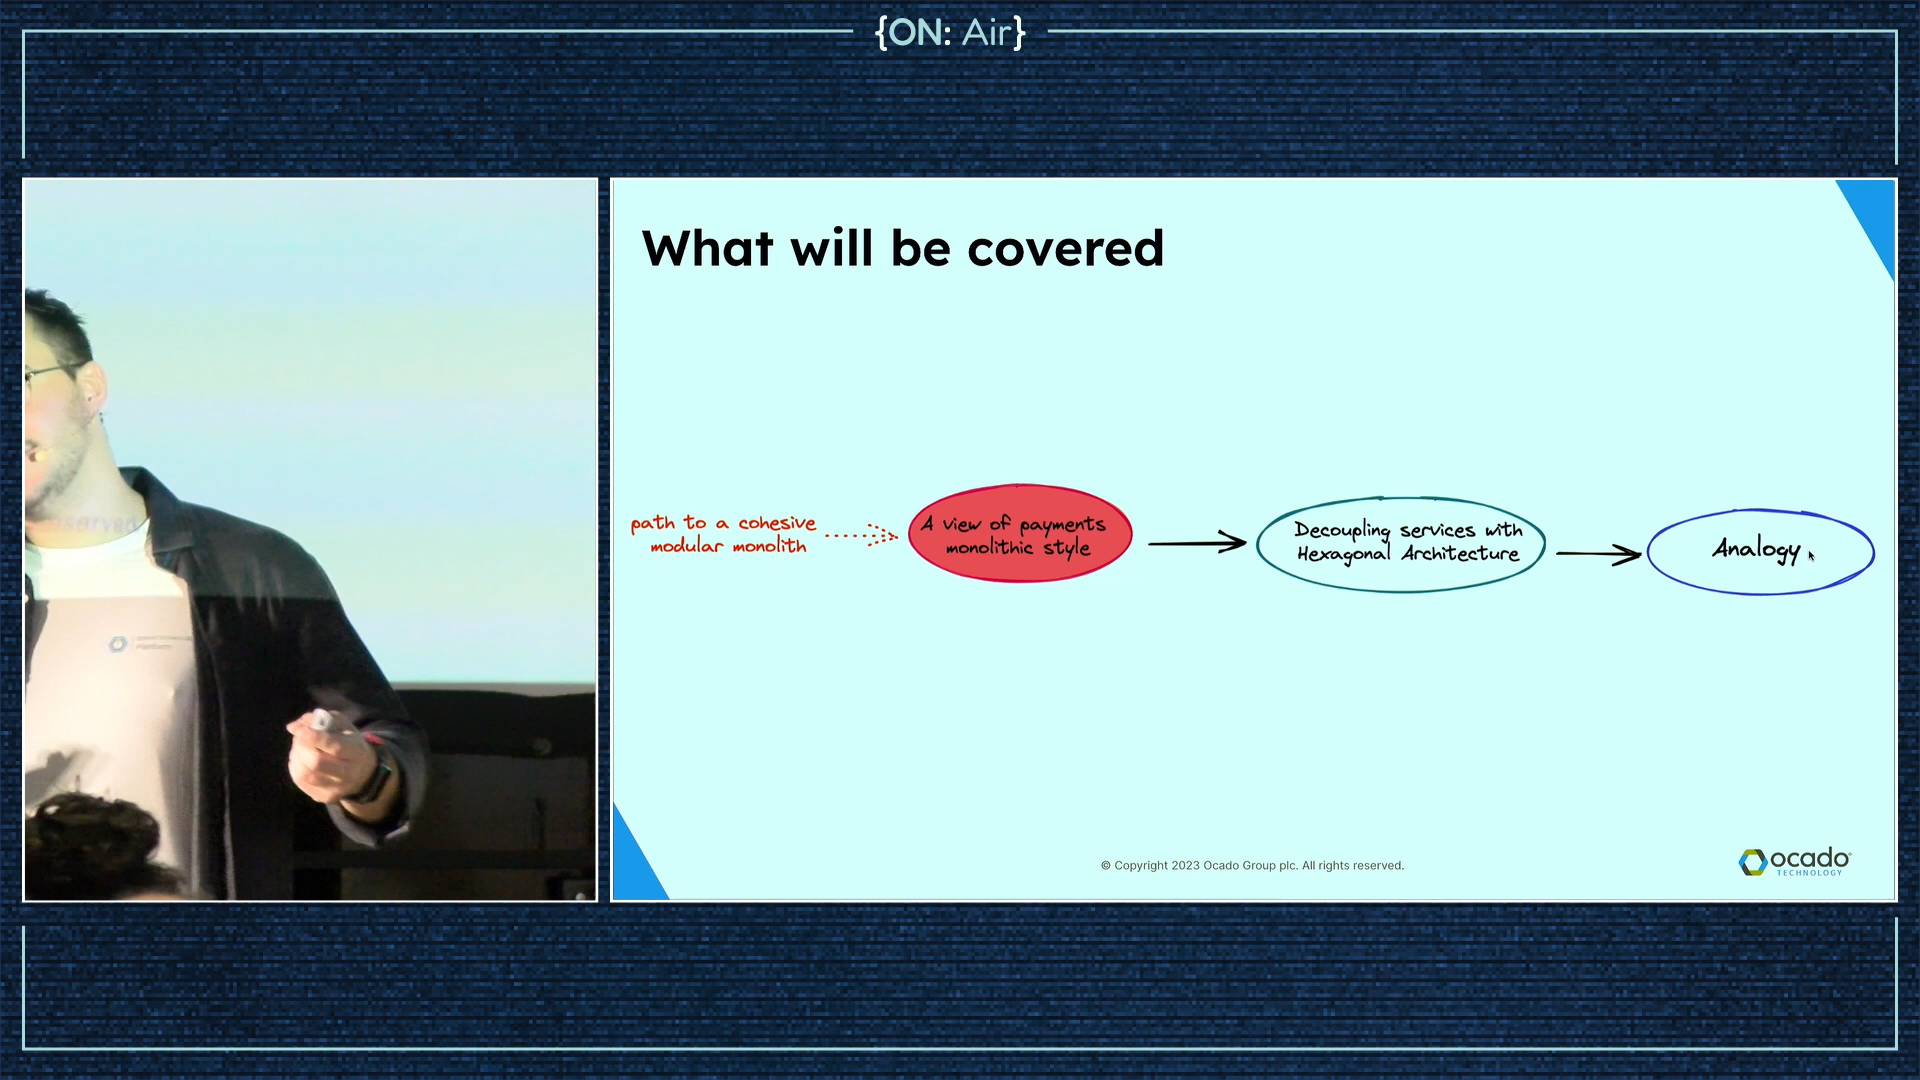 {ON: Air}
What will be covered
path to a cohesive
modular monolith
A view of payments
monolithic style
Decoupling services with
Hexagonal Architecture
Analogy
© Copyright 2023 Ocado Group plc. All rights reserved.
ocado
TECHNOLOGY